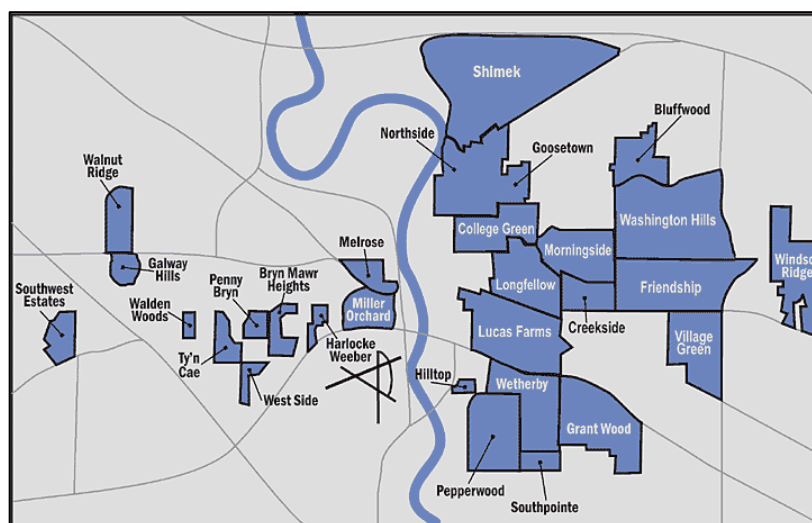 Shimek
Bluffwood
Northside
Goosetown
Walnut
Ridge
Washington Hills
College Green
Morningside
Melrose
Windso
Ridge
Galway
Hills
Penny
Bryn
Bryn Mawr
Heights
Longfellow
Friendship
Southwest
Estates
Walden
Woods
Miller
Orchard
Creekside
Lucas Farms
Village
Green
Harlocke
Weeber
Ty'n
Cae
Hilltop
Wetherby
West Side
Grant Wood
Pepperwood
Southpointe